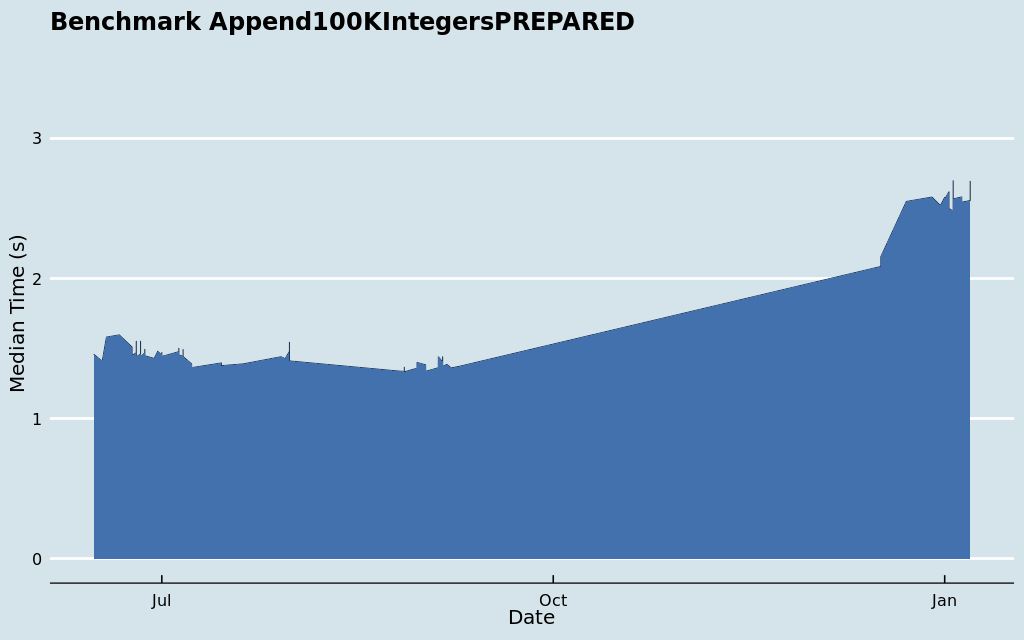 Benchmark Append100KIntegersPREPARED
3
2
1
0
Median Time (s)
Jul
Oct
Jan
Date